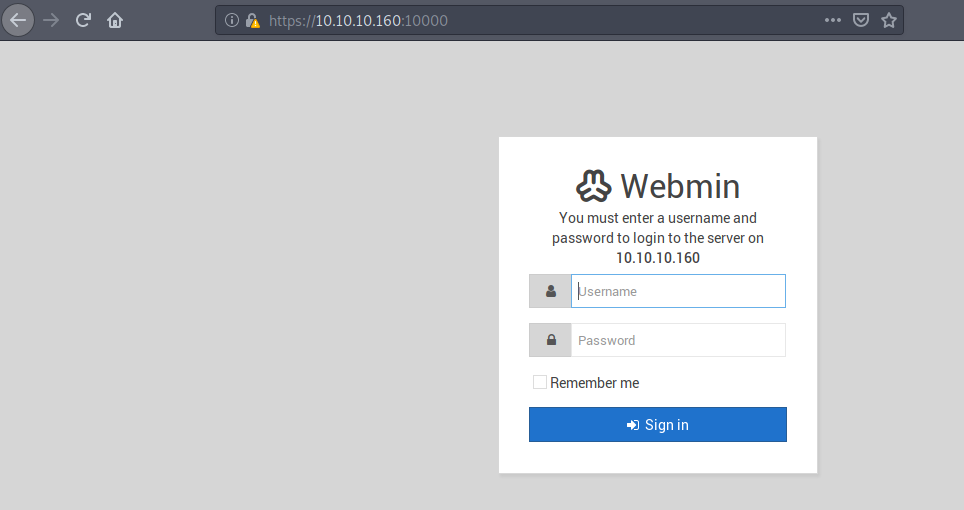 https://10.10.10.160:10000
Webmin
You must enter a username and
password to login to the server on
10.10.10.160
Username
Password
Remember me
Sign in